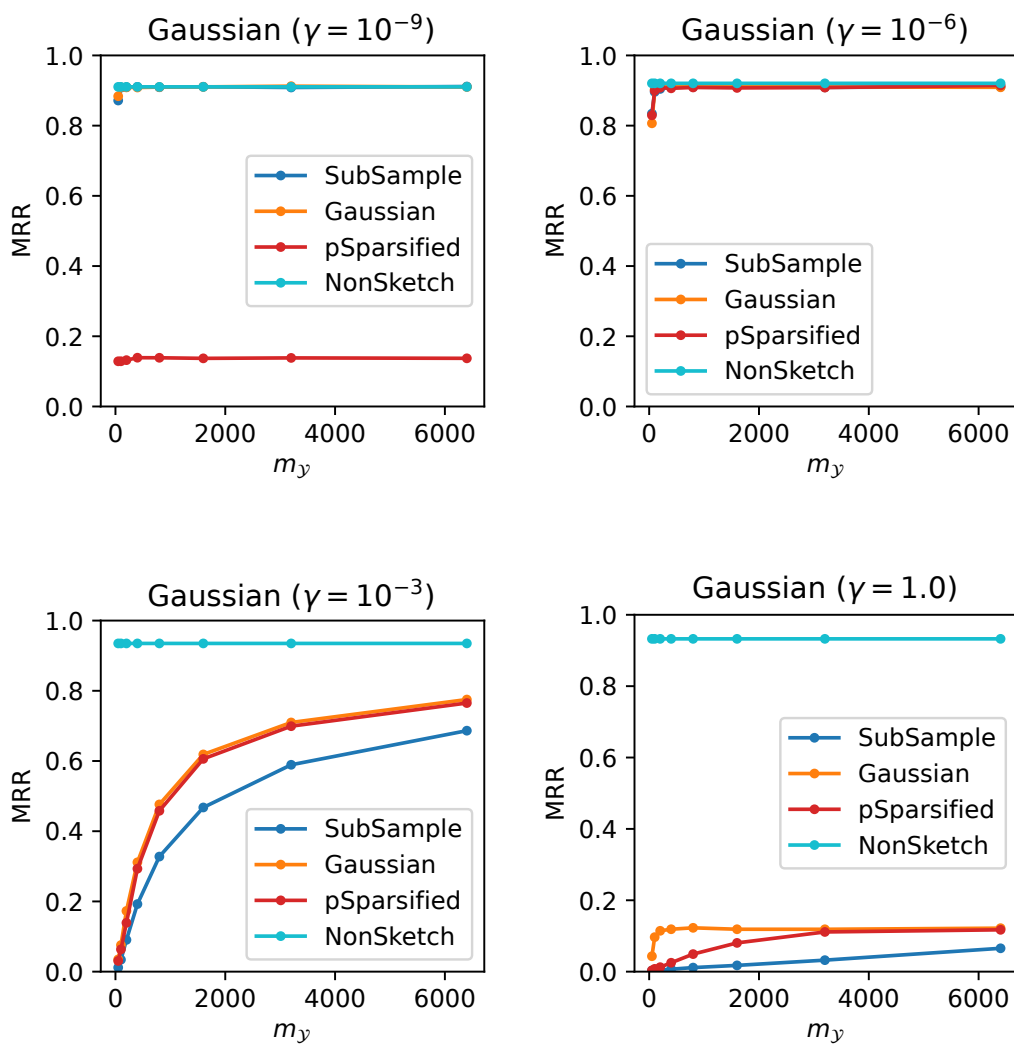 Gaussian (γ = 10⁻⁹)
1.0
0.8
0.6
0.4
0.2
0.0
MRR
SubSample
Gaussian
pSparsified
NonSketch
0 2000 4000 6000
m𝒴
Gaussian (γ = 10⁻⁶)
1.0
0.8
0.6
0.4
0.2
0.0
MRR
SubSample
Gaussian
pSparsified
NonSketch
0 2000 4000 6000
m𝒴
Gaussian (γ = 10⁻³)
1.0
0.8
0.6
0.4
0.2
0.0
MRR
SubSample
Gaussian
pSparsified
NonSketch
0 2000 4000 6000
m𝒴
Gaussian (γ = 1.0)
1.0
0.8
0.6
0.4
0.2
0.0
MRR
SubSample
Gaussian
pSparsified
NonSketch
0 2000 4000 6000
m𝒴